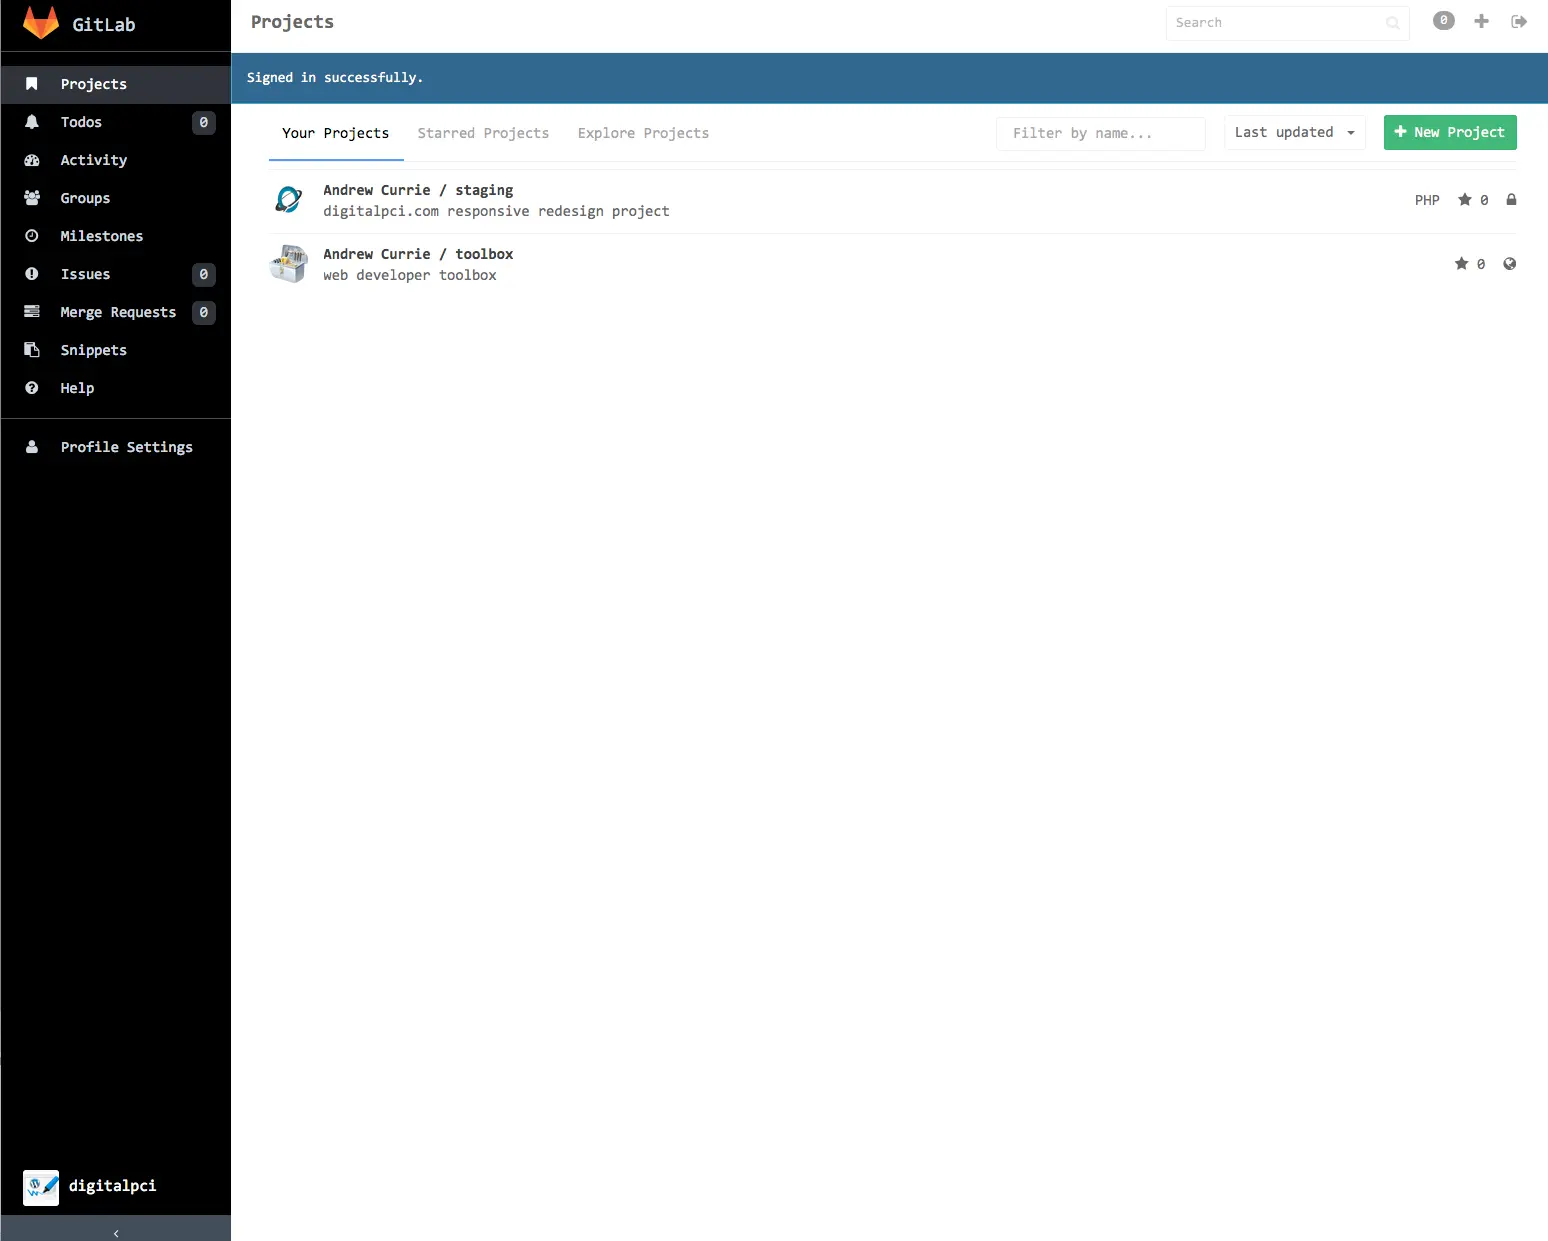 GitLab
Projects
Search
0
Projects
Signed in successfully.
Todos 0
Activity
Groups
Milestones
Issues 0
Merge Requests 0
Snippets
Help
Profile Settings
Your Projects Starred Projects Explore Projects
Filter by name...
Last updated
New Project
Andrew Currie / staging
digitalpci.com responsive redesign project
PHP 0
Andrew Currie / toolbox
web developer toolbox
0
digitalpci